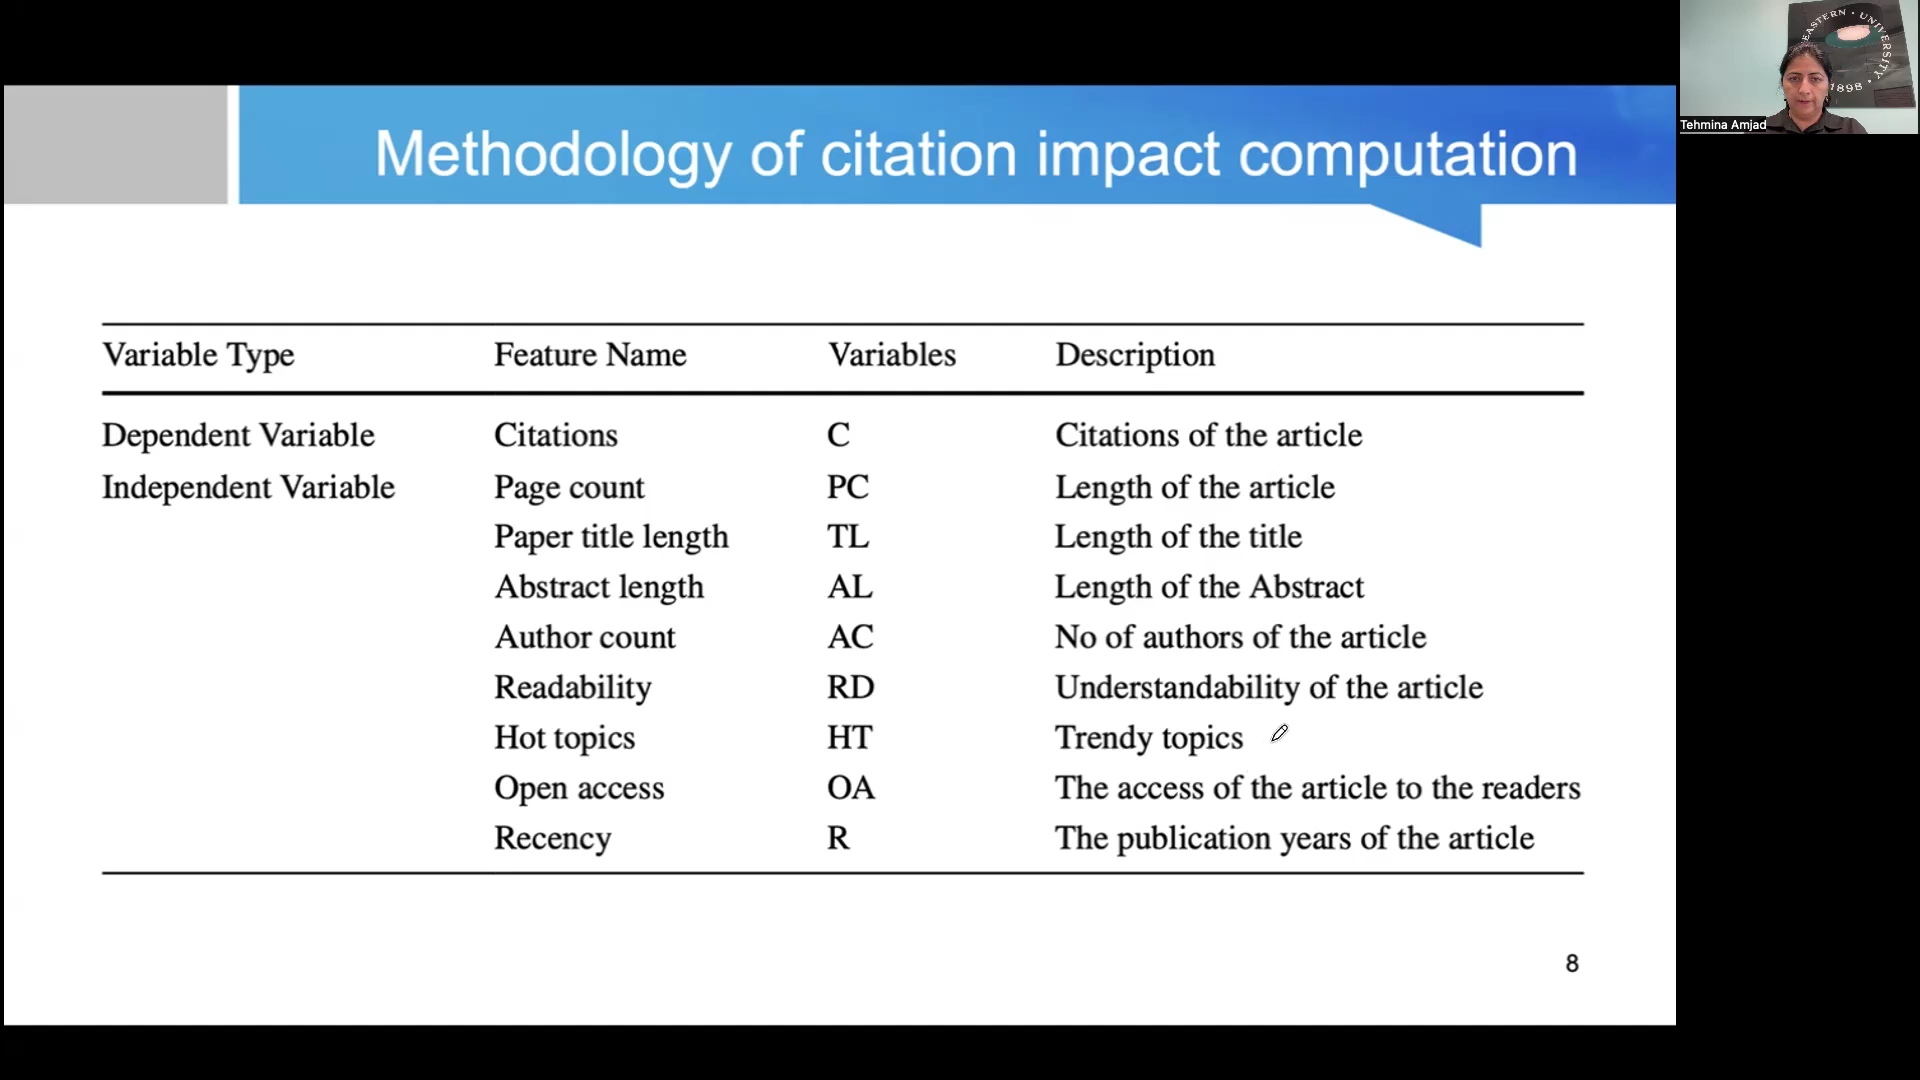 Methodology of citation impact computation
Variable Type Feature Name Variables Description
Dependent Variable Citations C Citations of the article
Independent Variable Page count PC Length of the article
Paper title length TL Length of the title
Abstract length AL Length of the Abstract
Author count AC No of authors of the article
Readability RD Understandability of the article
Hot topics HT Trendy topics
Open access OA The access of the article to the readers
Recency R The publication years of the article
8
EASTERN · UNIVERSITY
1898
Tehmina Amjad